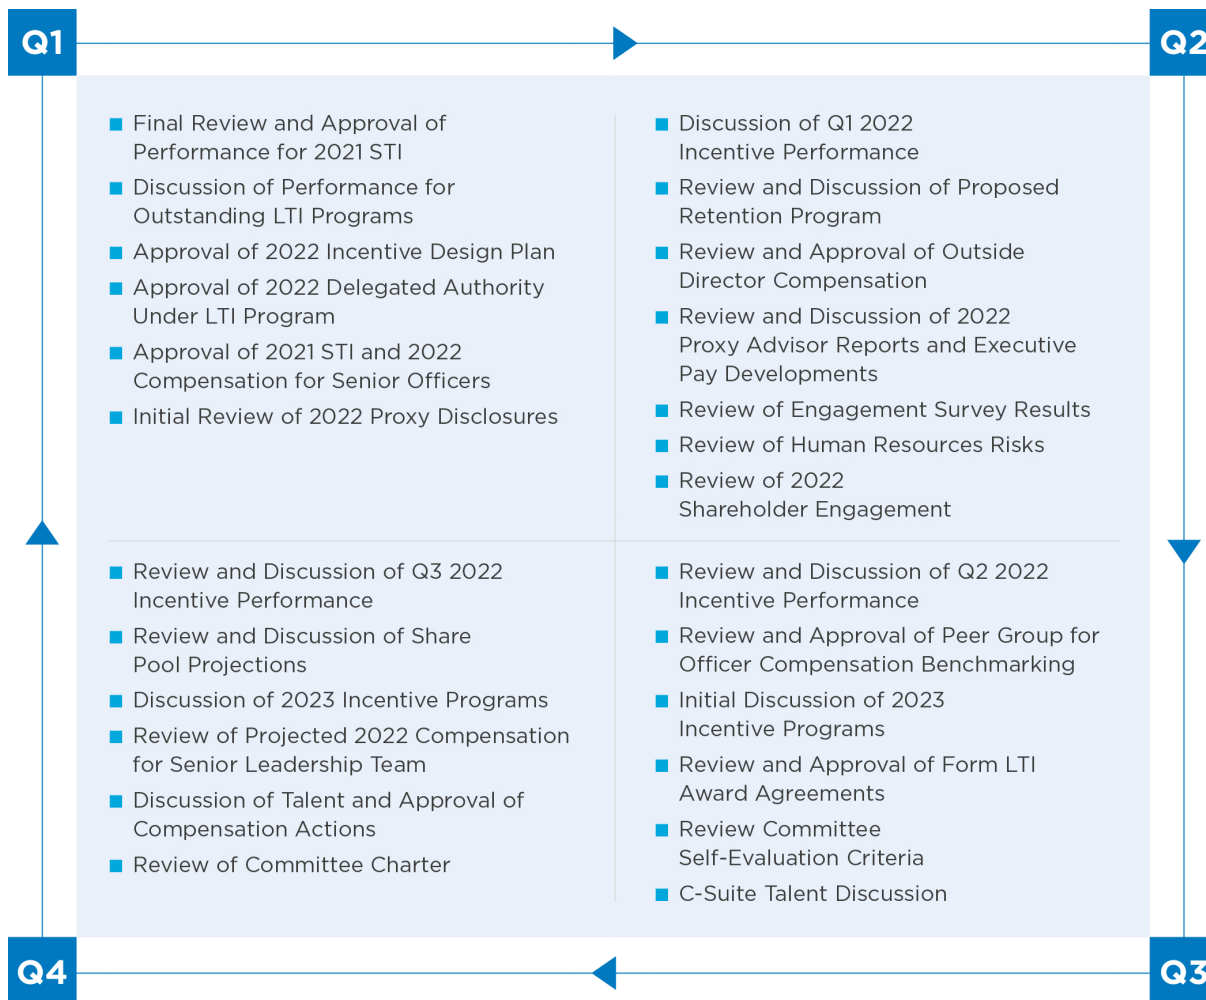 Q1
Q2
Final Review and Approval of
Performance for 2021 STI
Discussion of Performance for
Outstanding LTI Programs
Approval of 2022 Incentive Design Plan
Approval of 2022 Delegated Authority
Under LTI Program
Approval of 2021 STI and 2022
Compensation for Senior Officers
Initial Review of 2022 Proxy Disclosures
Discussion of Q1 2022
Incentive Performance
Review and Discussion of Proposed
Retention Program
Review and Approval of Outside
Director Compensation
Review and Discussion of 2022
Proxy Advisor Reports and Executive
Pay Developments
Review of Engagement Survey Results
Review of Human Resources Risks
Review of 2022
Shareholder Engagement
Review and Discussion of Q3 2022
Incentive Performance
Review and Discussion of Share
Pool Projections
Discussion of 2023 Incentive Programs
Review of Projected 2022 Compensation
for Senior Leadership Team
Discussion of Talent and Approval of
Compensation Actions
Review of Committee Charter
Review and Discussion of Q2 2022
Incentive Performance
Review and Approval of Peer Group for
Officer Compensation Benchmarking
Initial Discussion of 2023
Incentive Programs
Review and Approval of Form LTI
Award Agreements
Review Committee
Self-Evaluation Criteria
C-Suite Talent Discussion
Q4
Q3